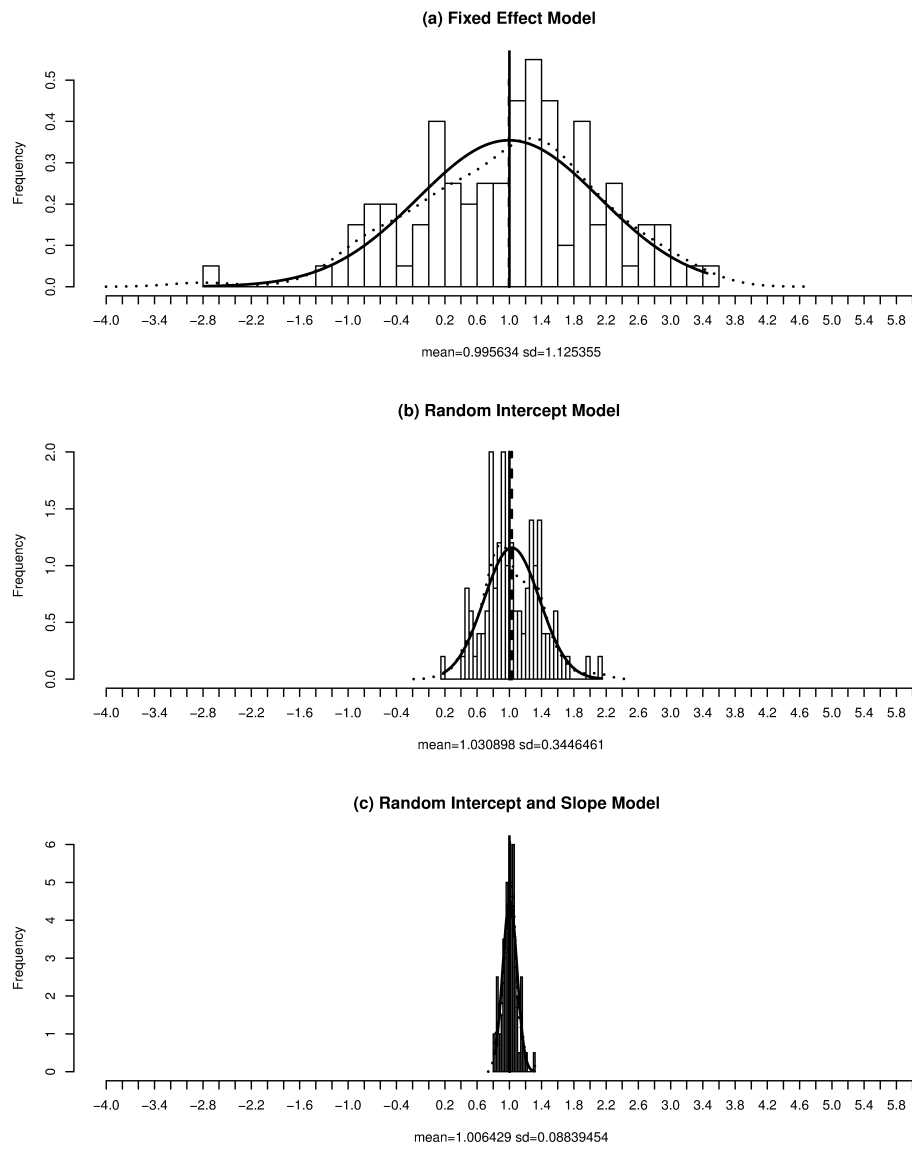 (a) Fixed Effect Model
Frequency
0.0 0.1 0.2 0.3 0.4 0.5
−4.0 −3.4 −2.8 −2.2 −1.6 −1.0 −0.4 0.2 0.6 1.0 1.4 1.8 2.2 2.6 3.0 3.4 3.8 4.2 4.6 5.0 5.4 5.8
mean=0.995634 sd=1.125355
(b) Random Intercept Model
Frequency
0.0 0.5 1.0 1.5 2.0
−4.0 −3.4 −2.8 −2.2 −1.6 −1.0 −0.4 0.2 0.6 1.0 1.4 1.8 2.2 2.6 3.0 3.4 3.8 4.2 4.6 5.0 5.4 5.8
mean=1.030898 sd=0.3446461
(c) Random Intercept and Slope Model
Frequency
0 1 2 3 4 5 6
−4.0 −3.4 −2.8 −2.2 −1.6 −1.0 −0.4 0.2 0.6 1.0 1.4 1.8 2.2 2.6 3.0 3.4 3.8 4.2 4.6 5.0 5.4 5.8
mean=1.006429 sd=0.08839454